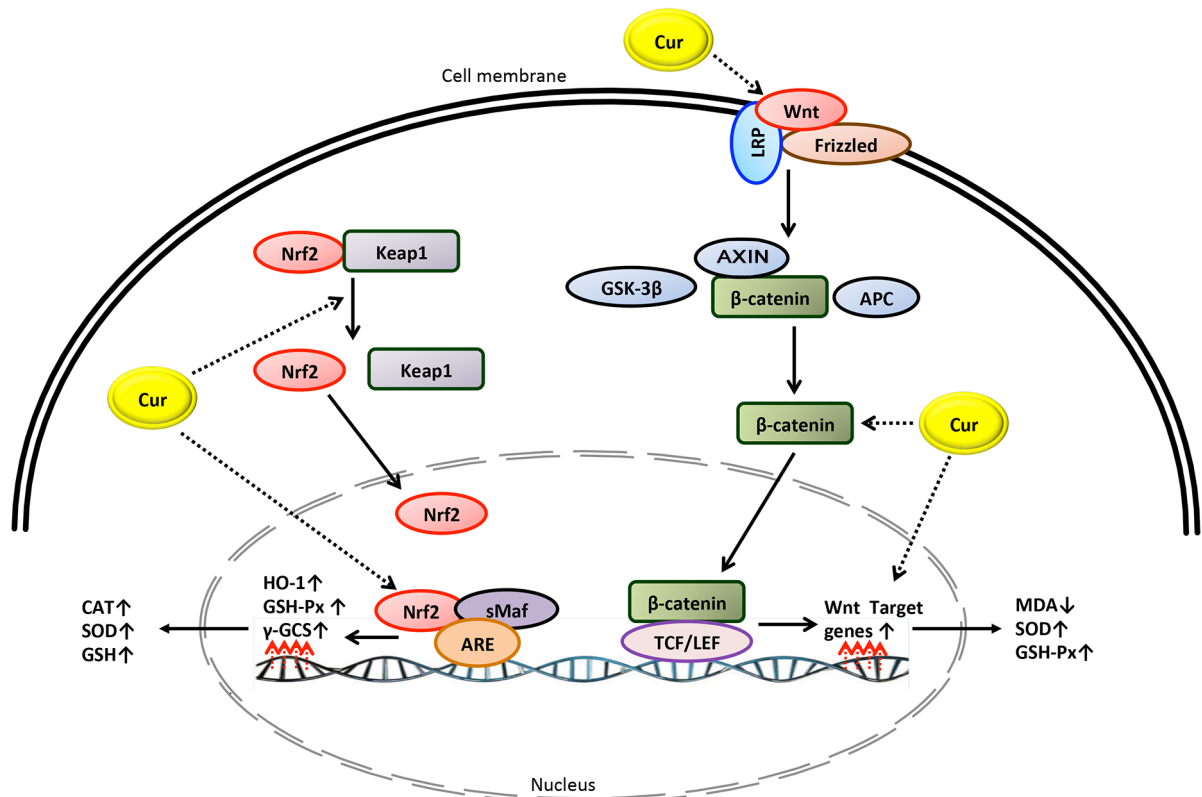 Cur
Cell membrane
Wnt
LRP
Frizzled
Nrf2
Keap1
AXIN
GSK-3β
β-catenin
APC
Nrf2
Keap1
Cur
β-catenin
Cur
Nrf2
HO-1↑
GSH-Px ↑
γ-GCS↑
CAT↑
SOD↑
GSH↑
Nrf2
sMaf
ARE
β-catenin
TCF/LEF
Wnt Target
genes ↑
MDA↓
SOD↑
GSH-Px↑
Nucleus